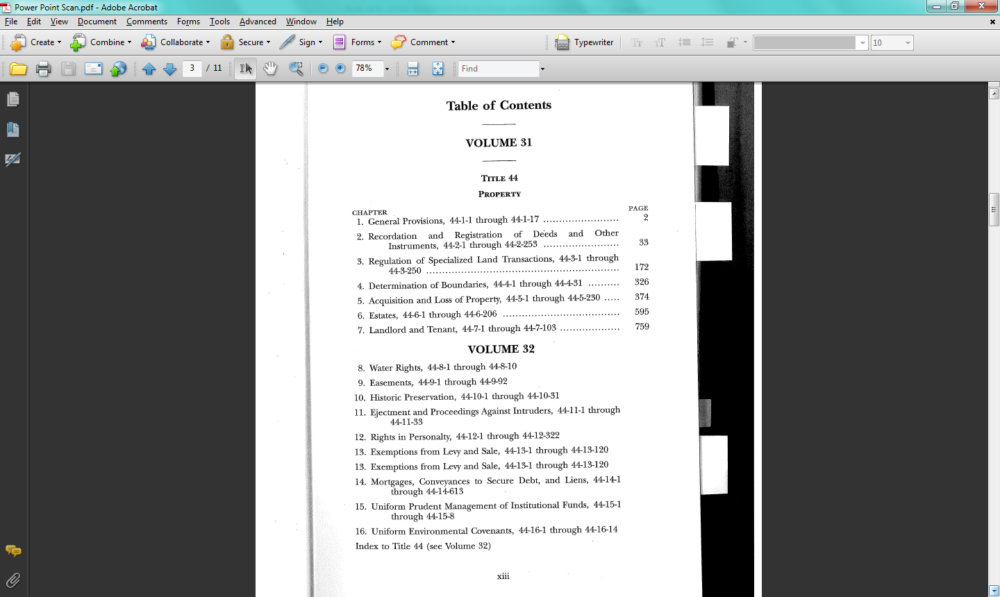 Power Point Scan.pdf - Adobe Acrobat
File Edit View Document Comments Forms Tools Advanced Window Help
Create Combine Collaborate Secure Sign Forms Comment Typewriter 10
3 / 11 78% Find
Table of Contents
VOLUME 31
TITLE 44
PROPERTY
CHAPTER PAGE
1. General Provisions, 44-1-1 through 44-1-17 ........................ 2
2. Recordation and Registration of Deeds and Other
Instruments, 44-2-1 through 44-2-253 ........................ 33
3. Regulation of Specialized Land Transactions, 44-3-1 through
44-3-250 ............................................................. 172
4. Determination of Boundaries, 44-4-1 through 44-4-31 .......... 326
5. Acquisition and Loss of Property, 44-5-1 through 44-5-230 ..... 374
6. Estates, 44-6-1 through 44-6-206 ..................................... 595
7. Landlord and Tenant, 44-7-1 through 44-7-103 ................... 759
VOLUME 32
8. Water Rights, 44-8-1 through 44-8-10
9. Easements, 44-9-1 through 44-9-92
10. Historic Preservation, 44-10-1 through 44-10-31
11. Ejectment and Proceedings Against Intruders, 44-11-1 through
44-11-33
12. Rights in Personalty, 44-12-1 through 44-12-322
13. Exemptions from Levy and Sale, 44-13-1 through 44-13-120
13. Exemptions from Levy and Sale, 44-13-1 through 44-13-120
14. Mortgages, Conveyances to Secure Debt, and Liens, 44-14-1
through 44-14-613
15. Uniform Prudent Management of Institutional Funds, 44-15-1
through 44-15-8
16. Uniform Environmental Covenants, 44-16-1 through 44-16-14
Index to Title 44 (see Volume 32)
xiii